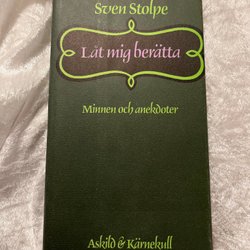 Sven Stolpe
Låt mig berätta
Minnen och anekdoter
Askild & Kärnekull